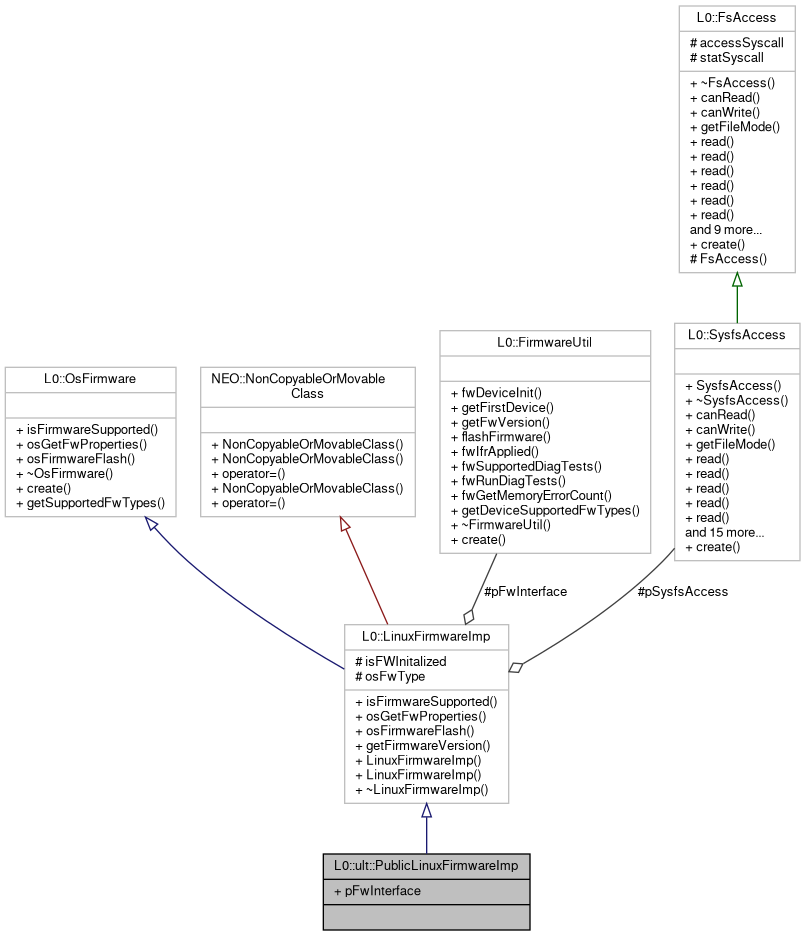 L0::FsAccess
# accessSyscall
# statSyscall
+ ~FsAccess()
+ canRead()
+ canWrite()
+ getFileMode()
+ read()
+ read()
+ read()
+ read()
+ read()
+ read()
and 9 more...
+ create()
# FsAccess()
L0::OsFirmware
+ isFirmwareSupported()
+ osGetFwProperties()
+ osFirmwareFlash()
+ ~OsFirmware()
+ create()
+ getSupportedFwTypes()
NEO::NonCopyableOrMovable
Class
+ NonCopyableOrMovableClass()
+ NonCopyableOrMovableClass()
+ operator=()
+ NonCopyableOrMovableClass()
+ operator=()
L0::FirmwareUtil
+ fwDeviceInit()
+ getFirstDevice()
+ getFwVersion()
+ flashFirmware()
+ fwIfrApplied()
+ fwSupportedDiagTests()
+ fwRunDiagTests()
+ fwGetMemoryErrorCount()
+ getDeviceSupportedFwTypes()
+ ~FirmwareUtil()
+ create()
L0::SysfsAccess
+ SysfsAccess()
+ ~SysfsAccess()
+ canRead()
+ canWrite()
+ getFileMode()
+ read()
+ read()
+ read()
+ read()
+ read()
and 15 more...
+ create()
#pFwInterface
#pSysfsAccess
L0::LinuxFirmwareImp
# isFWInitalized
# osFwType
+ isFirmwareSupported()
+ osGetFwProperties()
+ osFirmwareFlash()
+ getFirmwareVersion()
+ LinuxFirmwareImp()
+ LinuxFirmwareImp()
+ ~LinuxFirmwareImp()
L0::ult::PublicLinuxFirmwareImp
+ pFwInterface